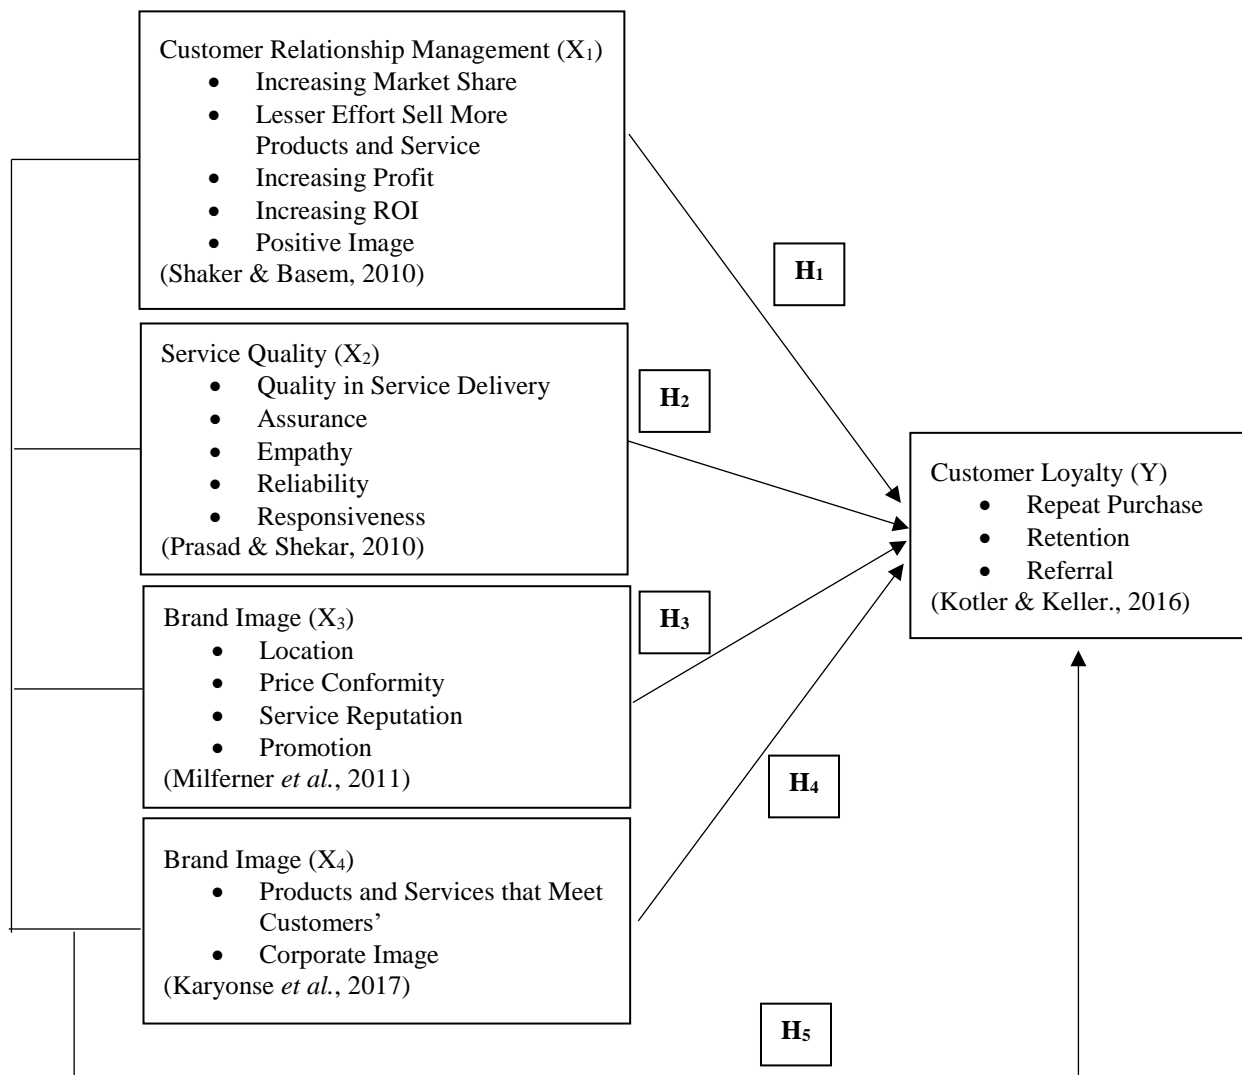 Customer Relationship Management (X₁)
• Increasing Market Share
• Lesser Effort Sell More
Products and Service
• Increasing Profit
• Increasing ROI
• Positive Image
(Shaker & Basem, 2010)
H₁
Service Quality (X₂)
• Quality in Service Delivery
• Assurance
• Empathy
• Reliability
• Responsiveness
(Prasad & Shekar, 2010)
H₂
Customer Loyalty (Y)
• Repeat Purchase
• Retention
• Referral
(Kotler & Keller., 2016)
Brand Image (X₃)
• Location
• Price Conformity
• Service Reputation
• Promotion
(Milferner et al., 2011)
H₃
H₄
Brand Image (X₄)
• Products and Services that Meet
Customers’
• Corporate Image
(Karyonse et al., 2017)
H₅